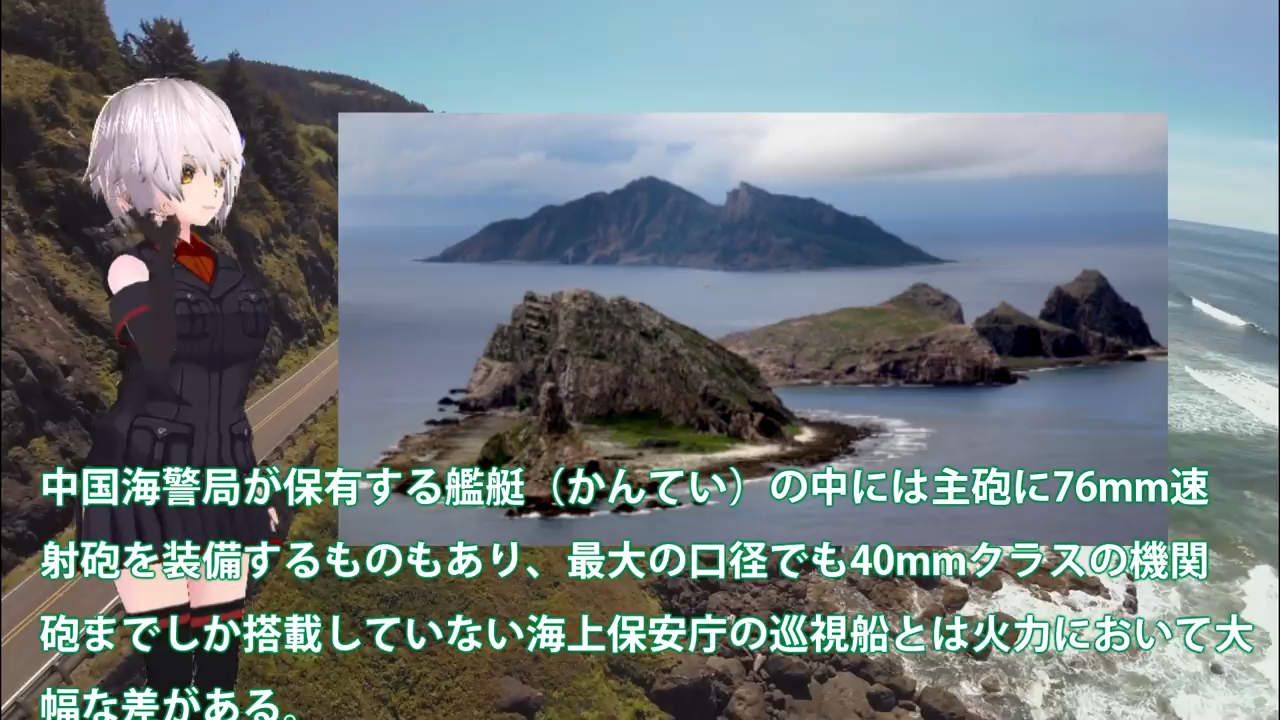 中国海警局が保有する艦艇（かんてい）の中には主砲に76mm速
射砲を装備するものもあり、最大の口径でも40mmクラスの機関
砲までしか搭載していない海上保安庁の巡視船とは火力において大
幅な差がある。